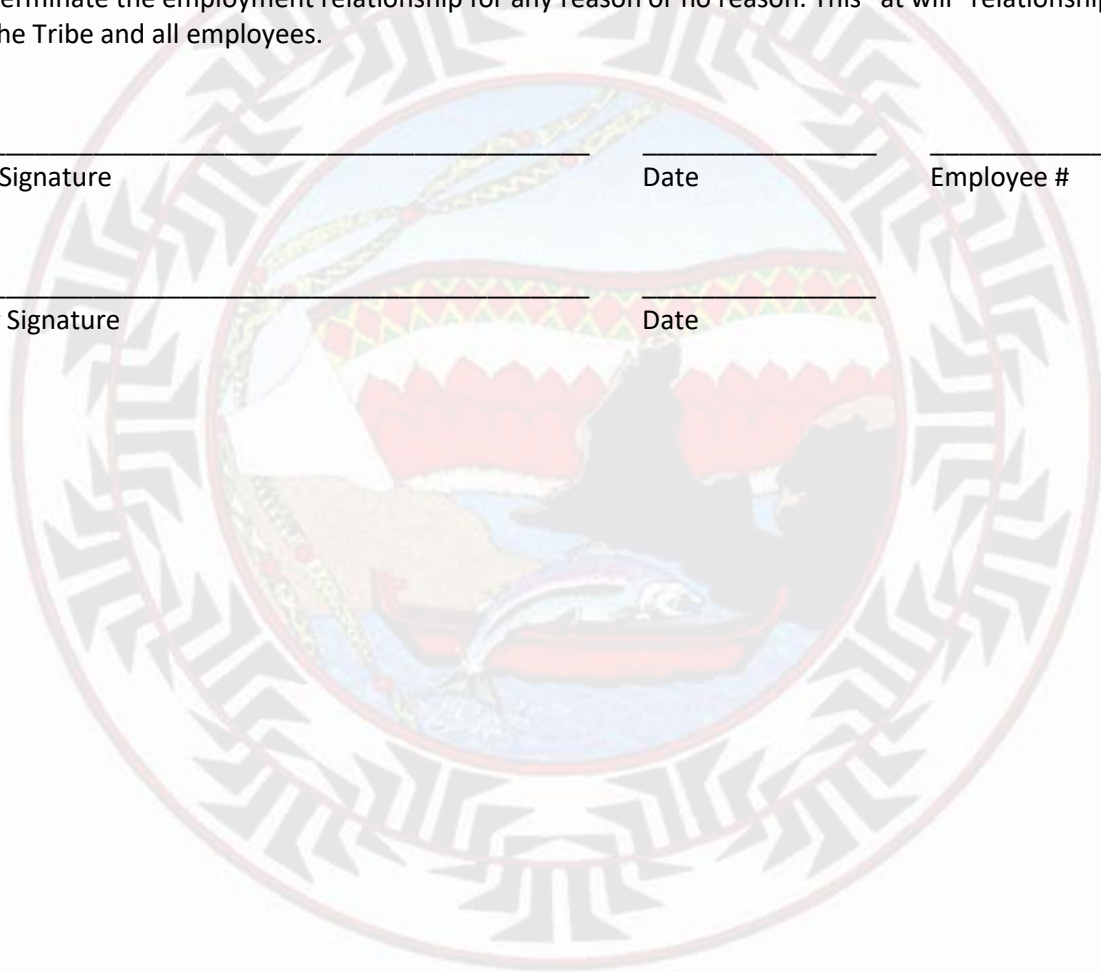 erminate the employment relationship for any reason or no reason. This "at will" relationship
he Tribe and all employees.
Signature Date Employee #
Signature Date